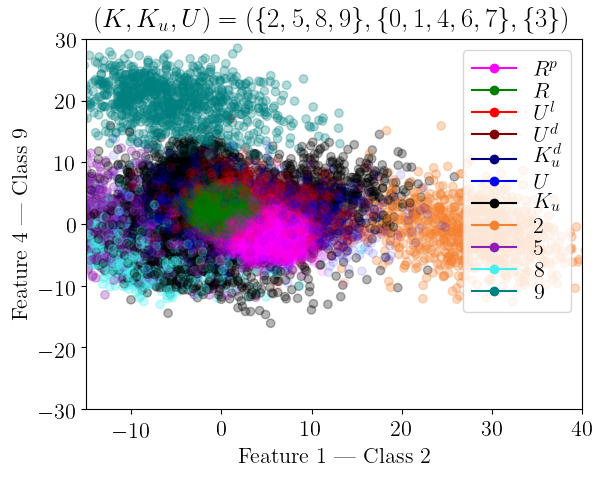 (K, K_u, U) = ({2, 5, 8, 9}, {0, 1, 4, 6, 7}, {3})
30
20
10
0
−10
−20
−30
Feature 4 — Class 9
R^p
R
U^l
U^d
K_u^d
U
K_u
2
5
8
9
−10
0
10
20
30
40
Feature 1 — Class 2